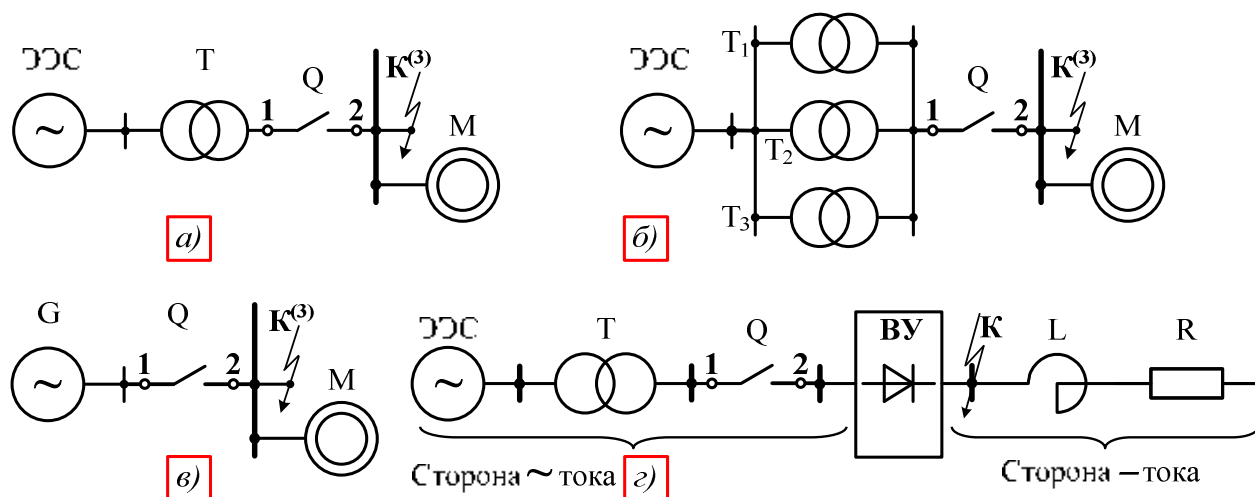 ЭЭС T Q K(3)
1 2
M
а)
ЭЭС T1 Q K(3)
1 2
T2
M
T3
б)
G Q K(3)
1 2
M
в)
ЭЭС T Q ВУ K L R
1 2
Сторона ~ тока г) Сторона – тока